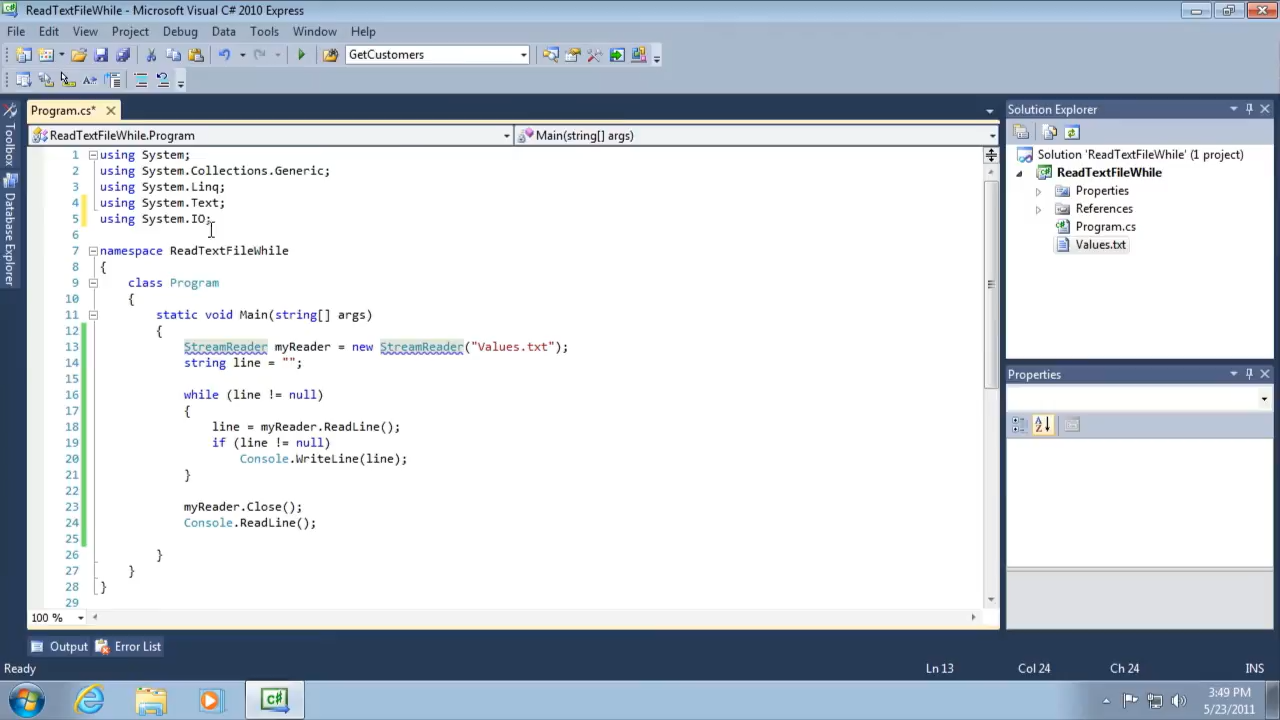 ReadTextFileWhile - Microsoft Visual C# 2010 Express
File Edit View Project Debug Data Tools Window Help
GetCustomers
Program.cs* Solution Explorer
ReadTextFileWhile.Program Main(string[] args)
Toolbox
Database Explorer
1 using System;
2 using System.Collections.Generic;
3 using System.Linq;
4 using System.Text;
5 using System.IO;
6
7 namespace ReadTextFileWhile
8 {
9 class Program
10 {
11 static void Main(string[] args)
12 {
13 StreamReader myReader = new StreamReader("Values.txt");
14 string line = "";
15
16 while (line != null)
17 {
18 line = myReader.ReadLine();
19 if (line != null)
20 Console.WriteLine(line);
21 }
22
23 myReader.Close();
24 Console.ReadLine();
25
26 }
27 }
28 }
29
100 %
Solution 'ReadTextFileWhile' (1 project)
ReadTextFileWhile
Properties
References
Program.cs
Values.txt
Properties
Output Error List
Ready Ln 13 Col 24 Ch 24 INS
C#
3:49 PM
5/23/2011